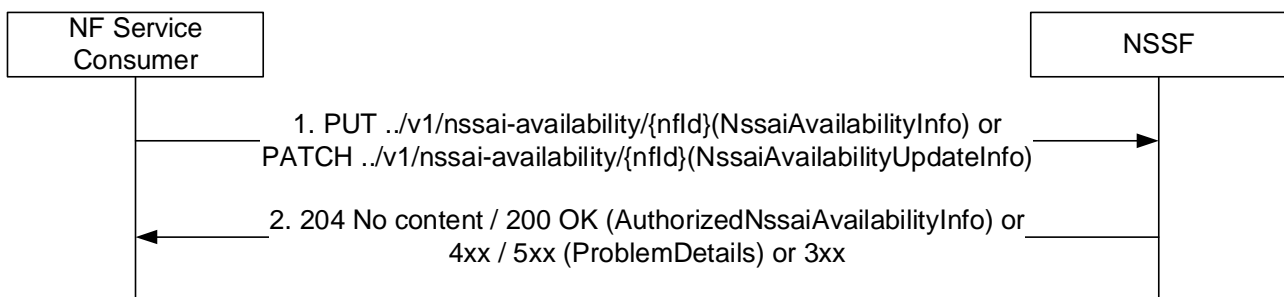 NF Service
Consumer
NSSF
1. PUT ../v1/nssai-availability/{nfId}(NssaiAvailabilityInfo) or
PATCH ../v1/nssai-availability/{nfId}(NssaiAvailabilityUpdateInfo)
2. 204 No content / 200 OK (AuthorizedNssaiAvailabilityInfo) or
4xx / 5xx (ProblemDetails) or 3xx